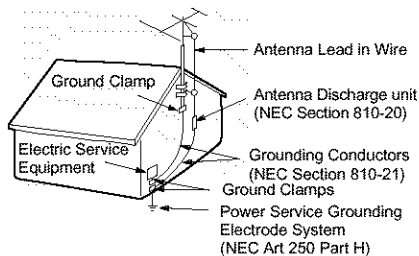 Antenna Lead in Wire
Ground Clamp
Antenna Discharge unit
(NEC Section 810-20)
Electric Service
Equipment
Grounding Conductors
(NEC Section 810-21)
Ground Clamps
Power Service Grounding
Electrode System
(NEC Art 250 Part H)